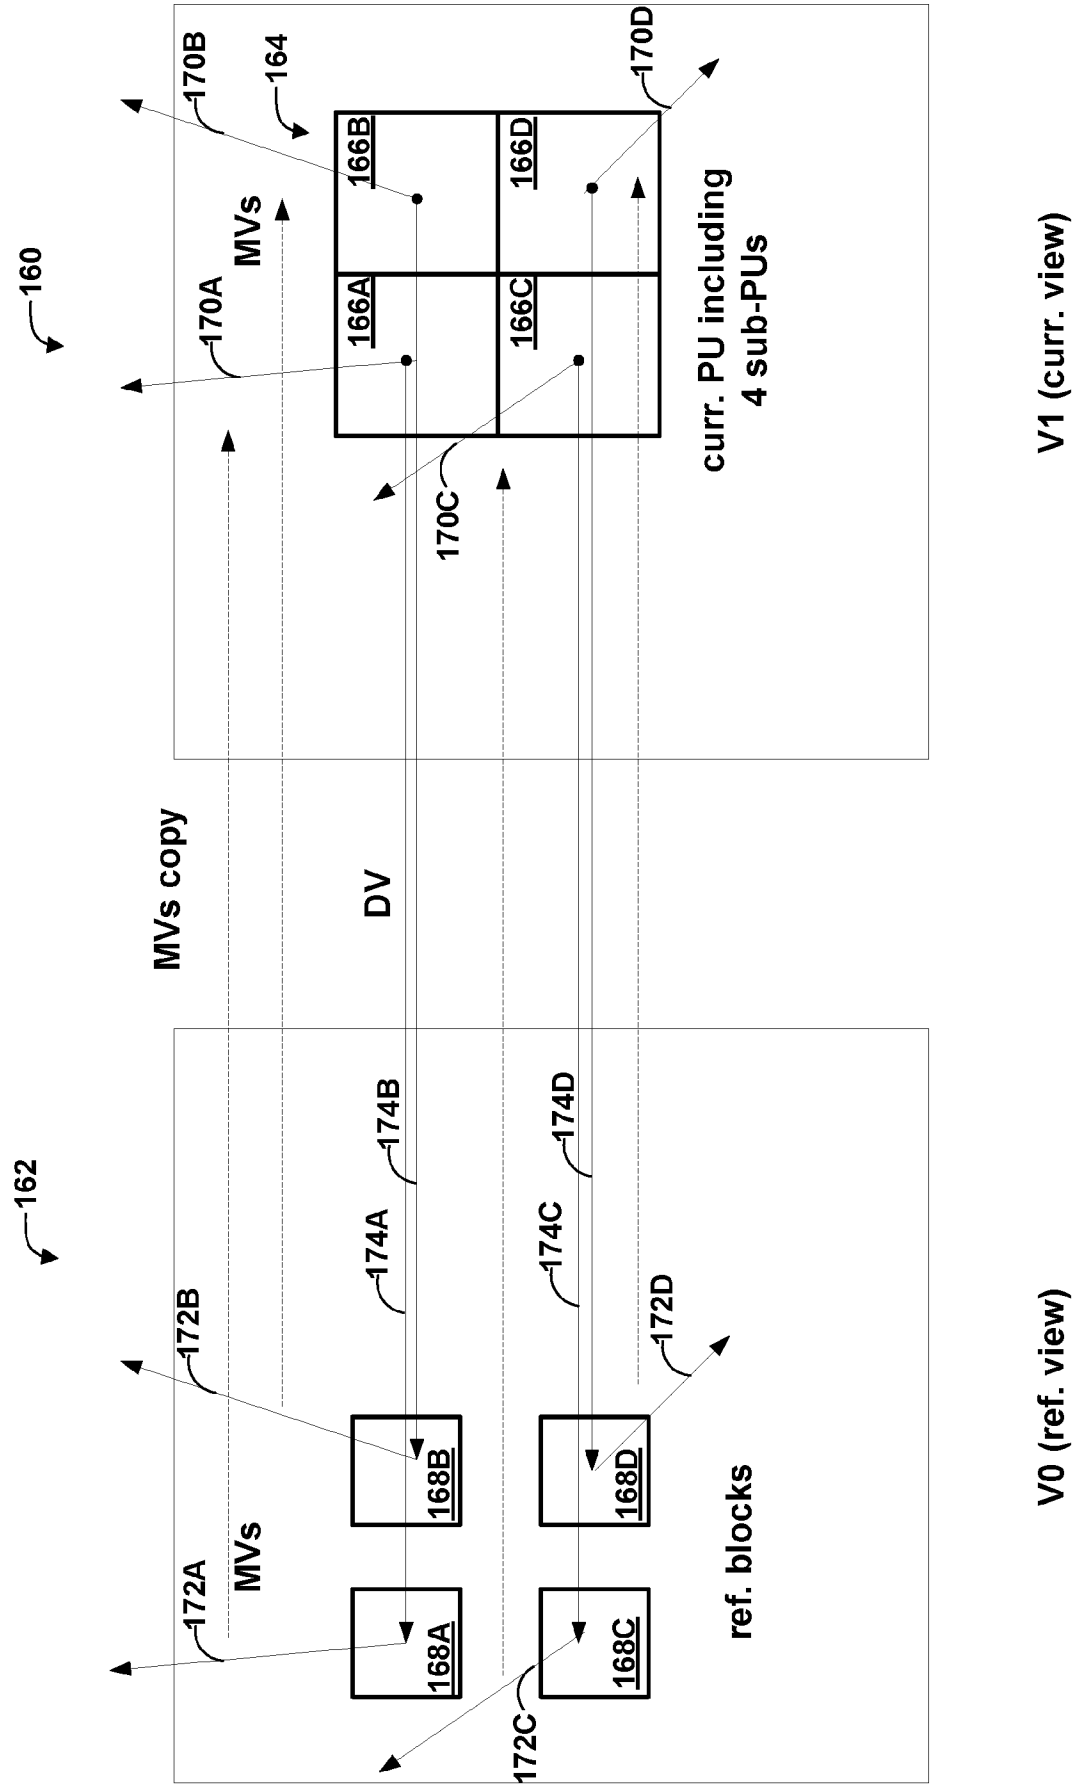 162
160
MVs copy
172A
172B
170A
170B
MVs
MVs
164
DV
174A
174B
168A
168B
166A
166B
174C
174D
168C
168D
166C
166D
172C
172D
170C
170D
ref. blocks
curr. PU including
4 sub-PUs
V0 (ref. view)
V1 (curr. view)